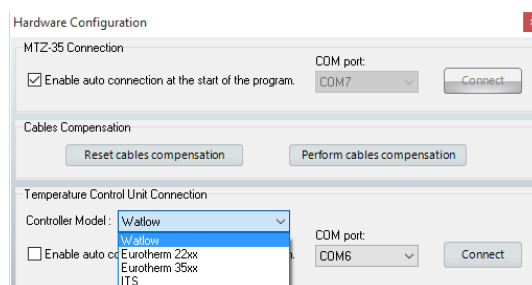 Hardware Configuration
MTZ-35 Connection
COM port:
Enable auto connection at the start of the program.
COM7
Connect
Cables Compensation
Reset cables compensation
Perform cables compensation
Temperature Control Unit Connection
Controller Model : Watlow
Watlow
COM port:
Enable auto
Eurotherm 22xx
COM6
Connect
Eurotherm 35xx
ITS